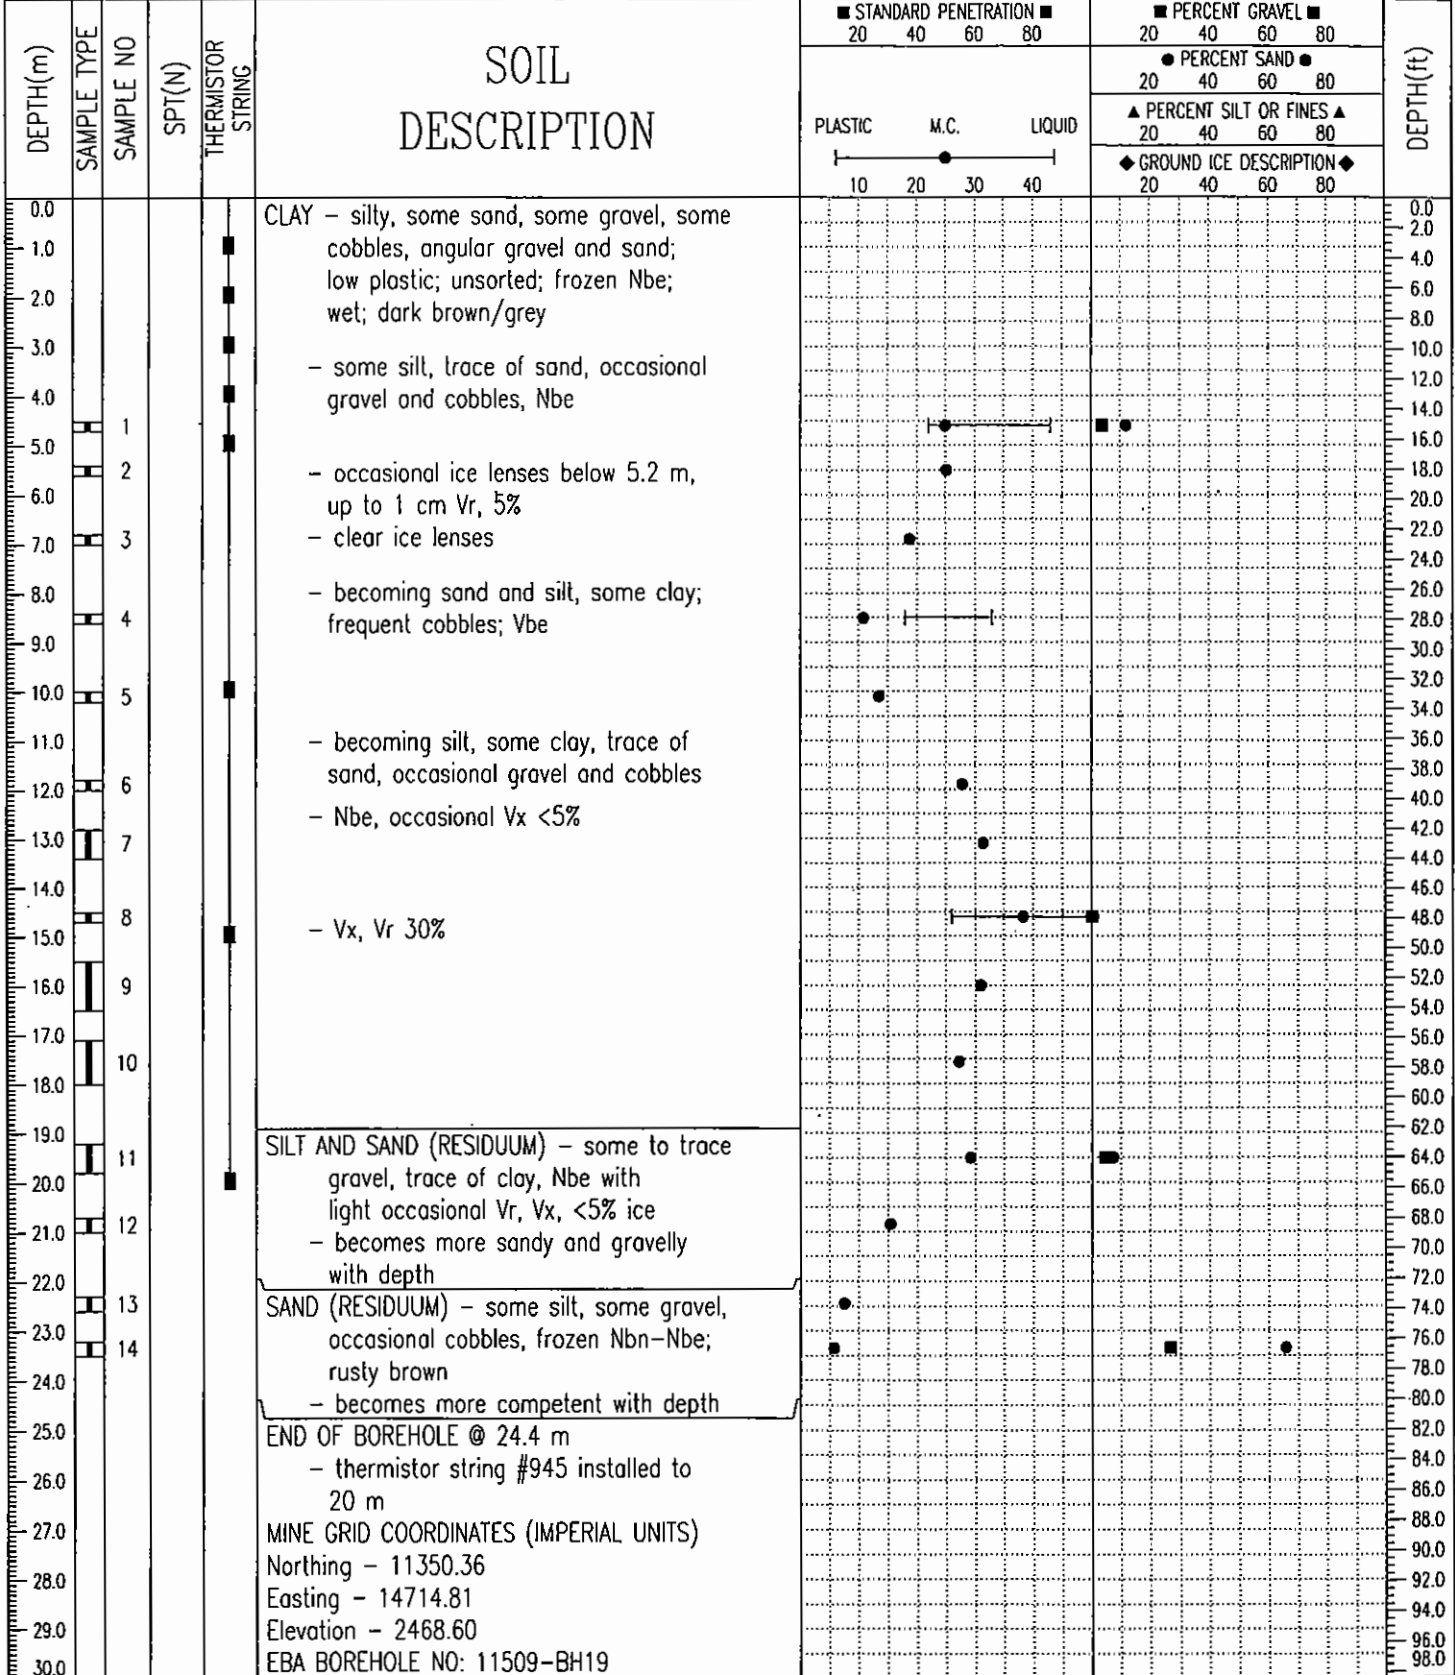 DEPTH(m)
SAMPLE TYPE
SAMPLE NO
SPT(N)
THERMISTOR
STRING
SOIL
DESCRIPTION
■ STANDARD PENETRATION ■
20 40 60 80
PLASTIC M.C. LIQUID
10 20 30 40
■ PERCENT GRAVEL ■
20 40 60 80
● PERCENT SAND ●
20 40 60 80
▲ PERCENT SILT OR FINES ▲
20 40 60 80
◆ GROUND ICE DESCRIPTION ◆
20 40 60 80
DEPTH(ft)
0.0
1.0
2.0
3.0
4.0
5.0
6.0
7.0
8.0
9.0
10.0
11.0
12.0
13.0
14.0
15.0
16.0
17.0
18.0
19.0
20.0
21.0
22.0
23.0
24.0
25.0
26.0
27.0
28.0
29.0
30.0
1
2
3
4
5
6
7
8
9
10
11
12
13
14
CLAY – silty, some sand, some gravel, some
cobbles, angular gravel and sand;
low plastic; unsorted; frozen Nbe;
wet; dark brown/grey
– some silt, trace of sand, occasional
gravel and cobbles, Nbe
– occasional ice lenses below 5.2 m,
up to 1 cm Vr, 5%
– clear ice lenses
– becoming sand and silt, some clay;
frequent cobbles; Vbe
– becoming silt, some clay, trace of
sand, occasional gravel and cobbles
– Nbe, occasional Vx <5%
– Vx, Vr 30%
SILT AND SAND (RESIDUUM) – some to trace
gravel, trace of clay, Nbe with
light occasional Vr, Vx, <5% ice
– becomes more sandy and gravelly
with depth
SAND (RESIDUUM) – some silt, some gravel,
occasional cobbles, frozen Nbn–Nbe;
rusty brown
– becomes more competent with depth
END OF BOREHOLE @ 24.4 m
– thermistor string #945 installed to
20 m
MINE GRID COORDINATES (IMPERIAL UNITS)
Northing – 11350.36
Easting – 14714.81
Elevation – 2468.60
EBA BOREHOLE NO: 11509–BH19
0.0
2.0
4.0
6.0
8.0
10.0
12.0
14.0
16.0
18.0
20.0
22.0
24.0
26.0
28.0
30.0
32.0
34.0
36.0
38.0
40.0
42.0
44.0
46.0
48.0
50.0
52.0
54.0
56.0
58.0
60.0
62.0
64.0
66.0
68.0
70.0
72.0
74.0
76.0
78.0
80.0
82.0
84.0
86.0
88.0
90.0
92.0
94.0
96.0
98.0